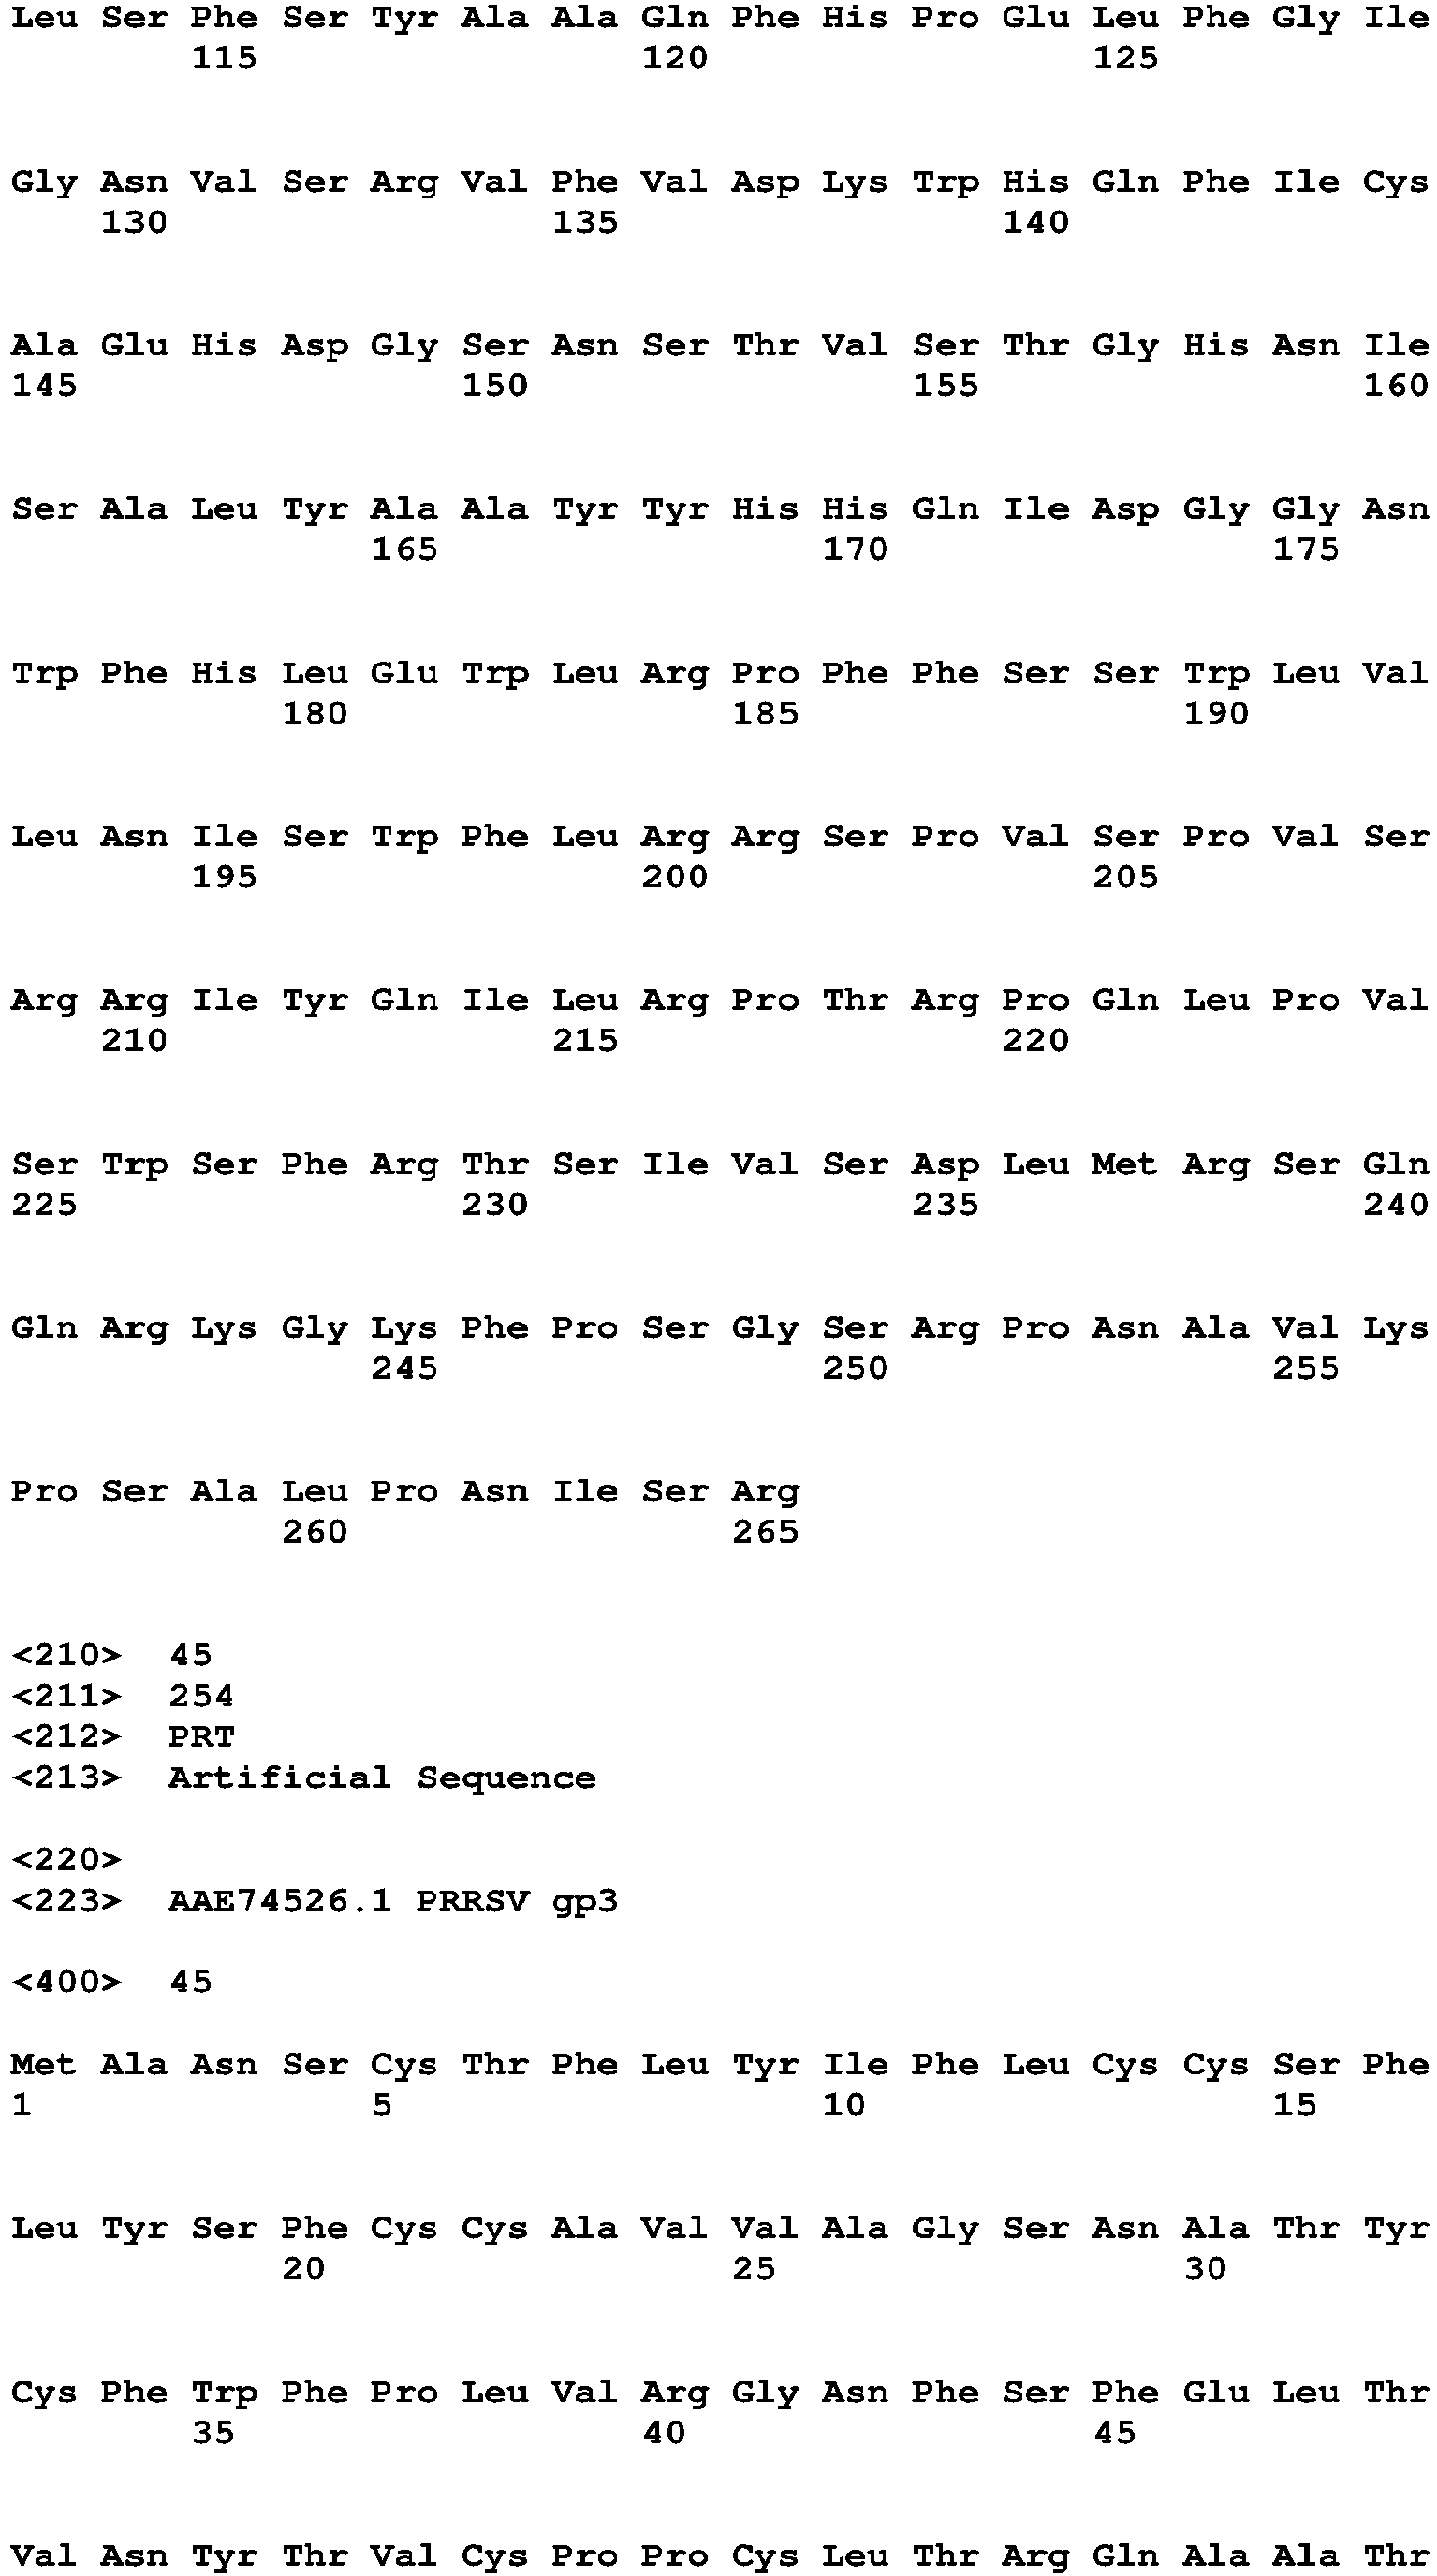 Leu Ser Phe Ser Tyr Ala Ala Gln Phe His Pro Glu Leu Phe Gly Ile
115 120 125
Gly Asn Val Ser Arg Val Phe Val Asp Lys Trp His Gln Phe Ile Cys
130 135 140
Ala Glu His Asp Gly Ser Asn Ser Thr Val Ser Thr Gly His Asn Ile
145 150 155 160
Ser Ala Leu Tyr Ala Ala Tyr Tyr His His Gln Ile Asp Gly Gly Asn
165 170 175
Trp Phe His Leu Glu Trp Leu Arg Pro Phe Phe Ser Ser Trp Leu Val
180 185 190
Leu Asn Ile Ser Trp Phe Leu Arg Arg Ser Pro Val Ser Pro Val Ser
195 200 205
Arg Arg Ile Tyr Gln Ile Leu Arg Pro Thr Arg Pro Gln Leu Pro Val
210 215 220
Ser Trp Ser Phe Arg Thr Ser Ile Val Ser Asp Leu Met Arg Ser Gln
225 230 235 240
Gln Arg Lys Gly Lys Phe Pro Ser Gly Ser Arg Pro Asn Ala Val Lys
245 250 255
Pro Ser Ala Leu Pro Asn Ile Ser Arg
260 265
<210> 45
<211> 254
<212> PRT
<213> Artificial Sequence
<220>
<223> AAE74526.1 PRRSV gp3
<400> 45
Met Ala Asn Ser Cys Thr Phe Leu Tyr Ile Phe Leu Cys Cys Ser Phe
1 5 10 15
Leu Tyr Ser Phe Cys Cys Ala Val Val Ala Gly Ser Asn Ala Thr Tyr
20 25 30
Cys Phe Trp Phe Pro Leu Val Arg Gly Asn Phe Ser Phe Glu Leu Thr
35 40 45
Val Asn Tyr Thr Val Cys Pro Pro Cys Leu Thr Arg Gln Ala Ala Thr